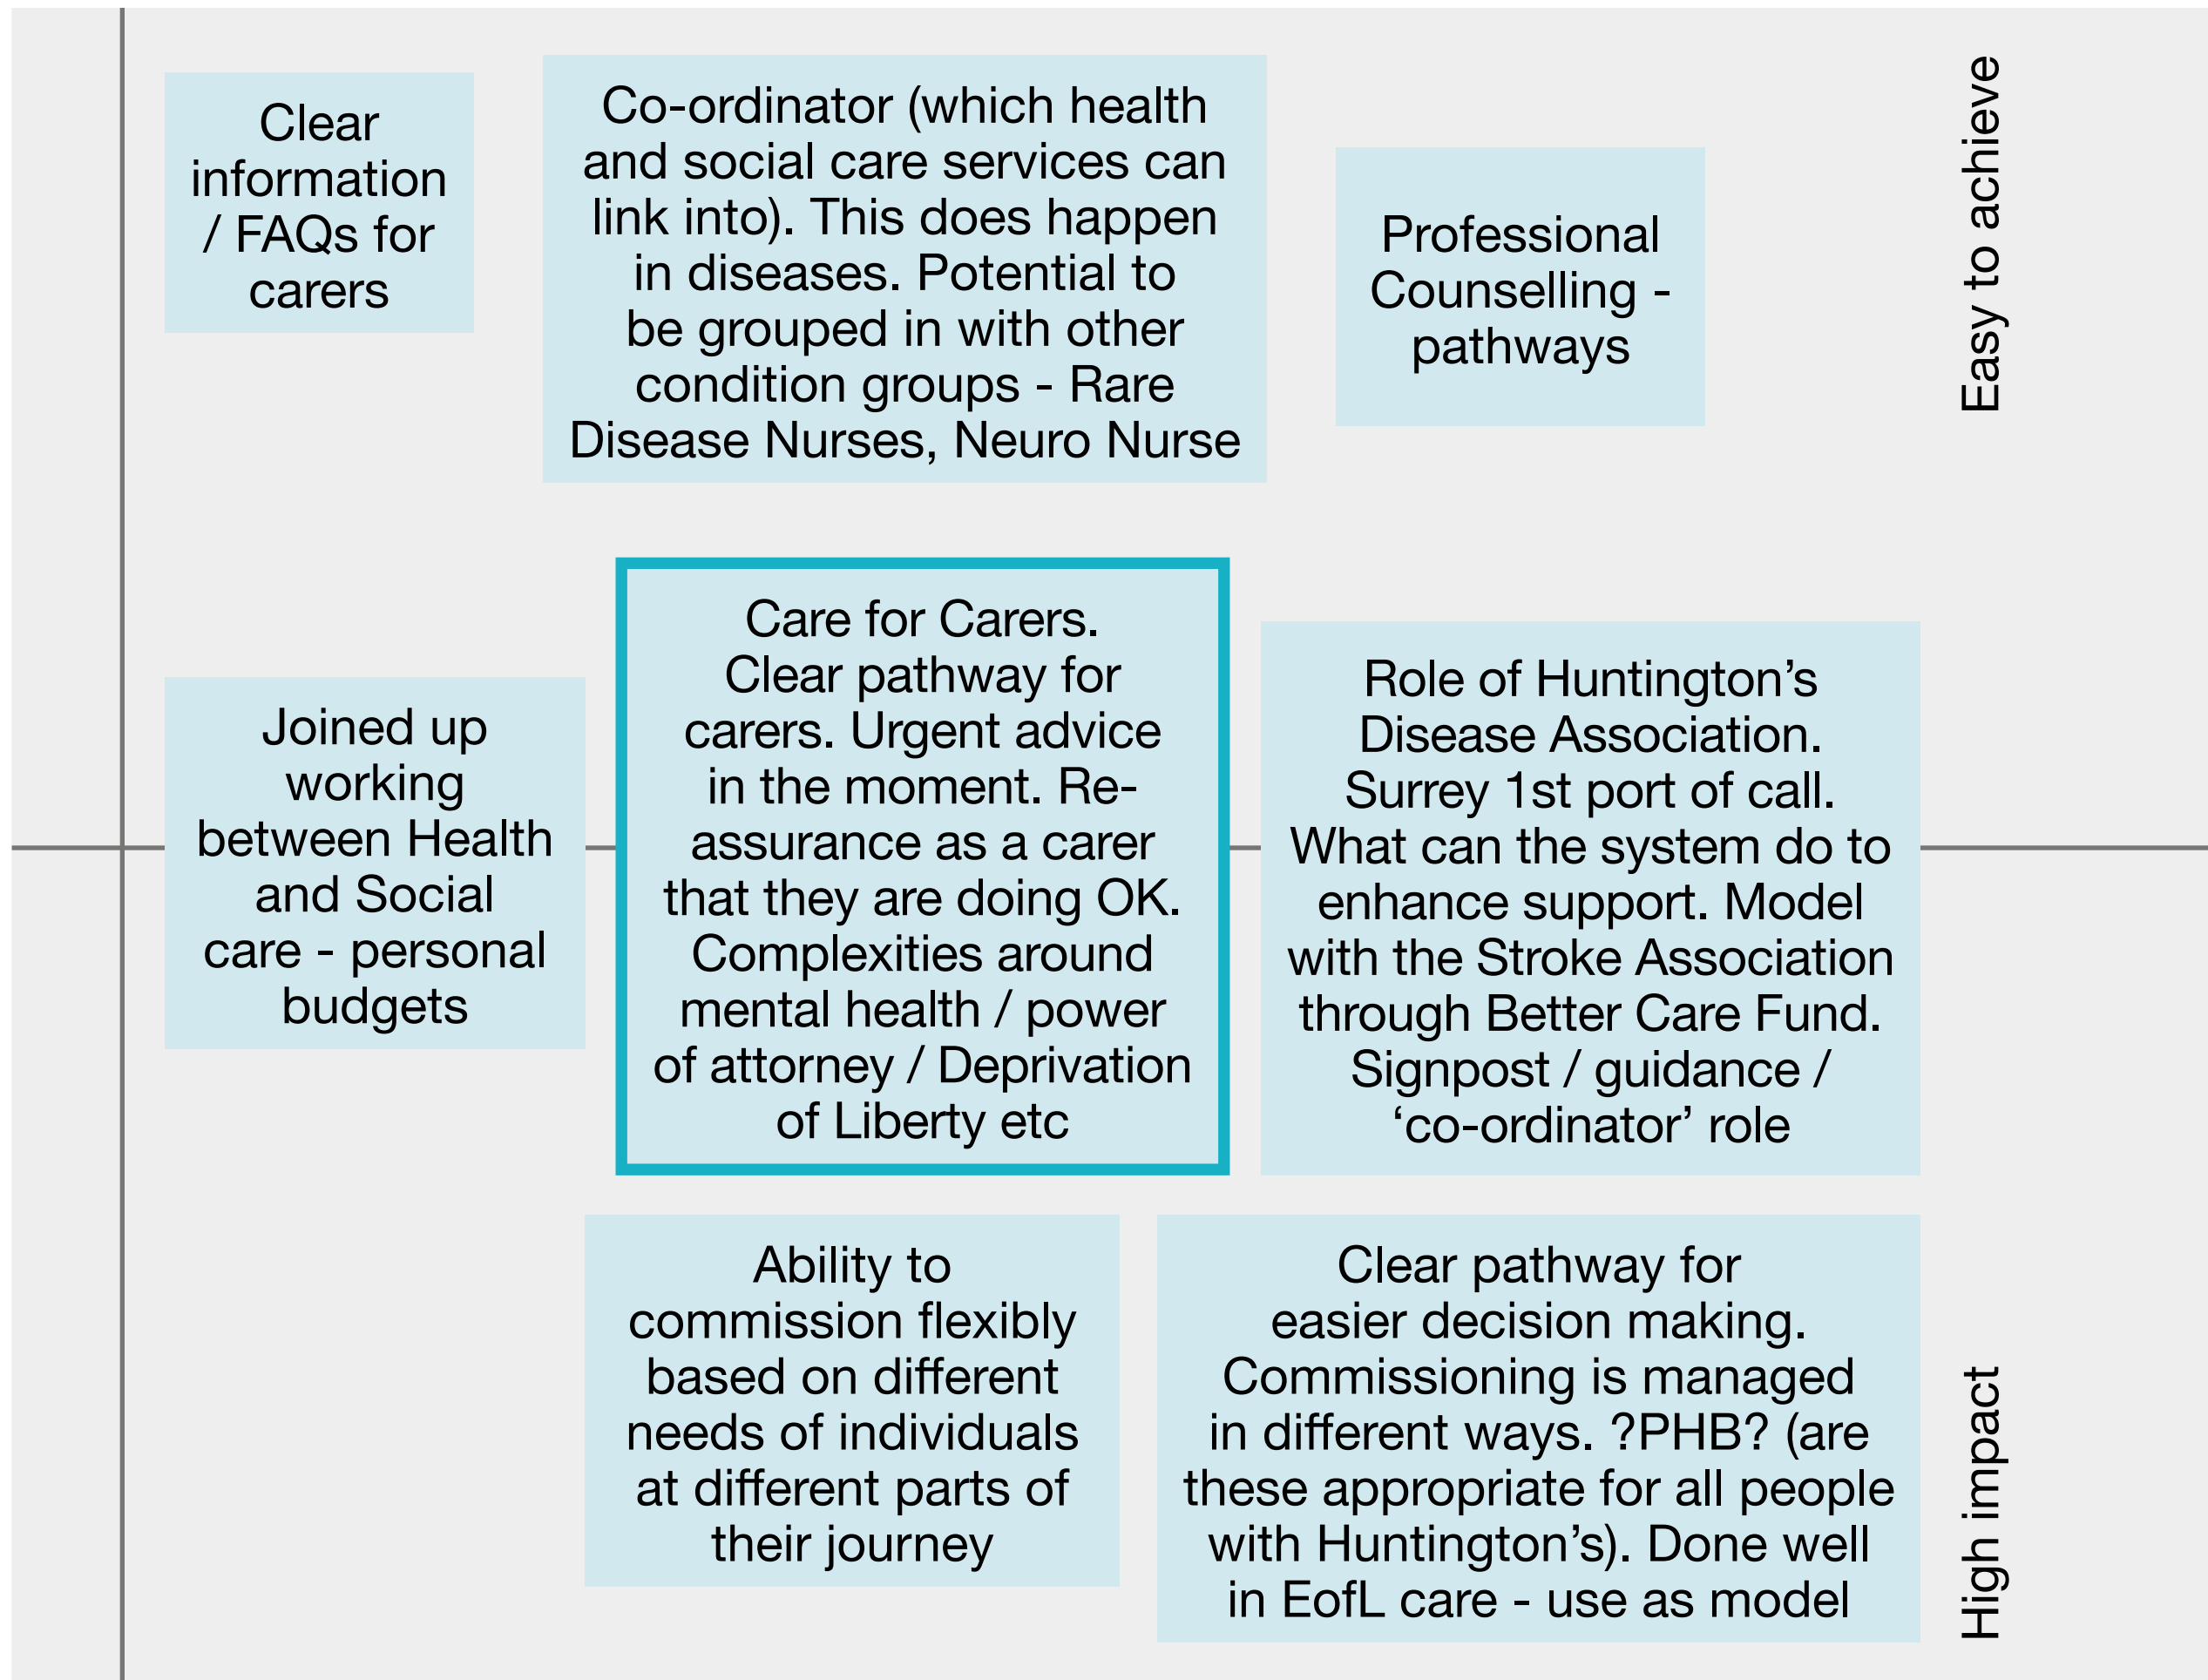 Clear
information
/ FAQs for
carers
Co-ordinator (which health
and social care services can
link into). This does happen
in diseases. Potential to
be grouped in with other
condition groups - Rare
Disease Nurses, Neuro Nurse
Professional
Counselling -
pathways
Easy to achieve
Joined up
working
between Health
and Social
care - personal
budgets
Care for Carers.
Clear pathway for
carers. Urgent advice
in the moment. Re-
assurance as a carer
that they are doing OK.
Complexities around
mental health / power
of attorney / Deprivation
of Liberty etc
Role of Huntington’s
Disease Association.
Surrey 1st port of call.
What can the system do to
enhance support. Model
with the Stroke Association
through Better Care Fund.
Signpost / guidance /
‘co-ordinator’ role
Ability to
commission flexibly
based on different
needs of individuals
at different parts of
their journey
Clear pathway for
easier decision making.
Commissioning is managed
in different ways. ?PHB? (are
these appropriate for all people
with Huntington’s). Done well
in EofL care - use as model
High impact